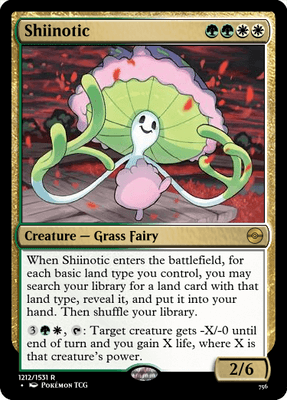 Shiinotic
Creature — Grass Fairy
When Shiinotic enters the battlefield, for
each basic land type you control, you may
search your library for a land card with that
land type, reveal it, and put it into your
hand. Then shuffle your library.
3 , : Target creature gets -X/-0 until
end of turn and you gain X life, where X is
that creature's power.
2/6
1212/1531 R
• Pokémon TCG
756